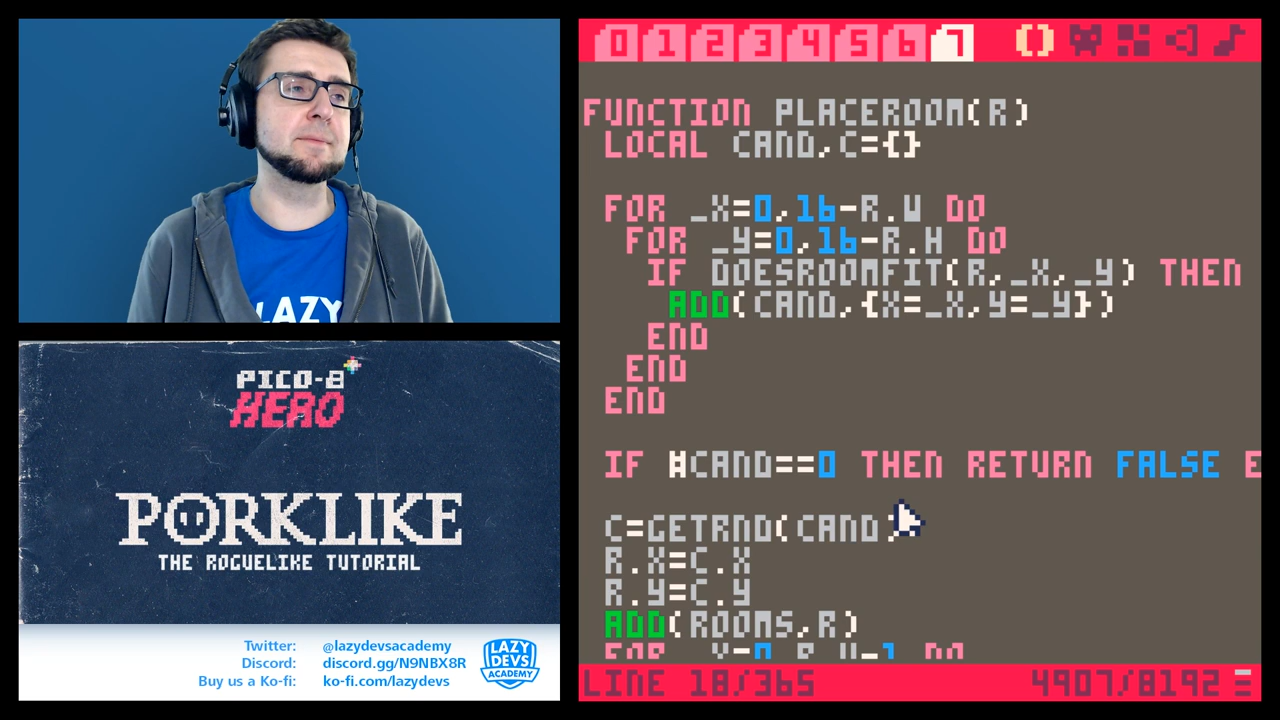 LAZY
PICO-8
HERO
PORKLIKE
THE ROGUELIKE TUTORIAL
Twitter: @lazydevsacademy
Discord: discord.gg/N9NBX8R
Buy us a Ko-fi: ko-fi.com/lazydevs
LAZY
DEVS
ACADEMY
0 1 2 3 4 5 6 7 ()
FUNCTION PLACEROOM(R)
LOCAL CAND,C={}
FOR _X=0,16-R.W DO
FOR _Y=0,16-R.H DO
IF DOESROOMFIT(R,_X,_Y) THEN
ADD(CAND,{X=_X,Y=_Y})
END
END
END
IF #CAND==0 THEN RETURN FALSE E
C=GETRND(CAND)
R.X=C.X
R.Y=C.Y
ADD(ROOMS,R)
LINE 18/365 4907/8192